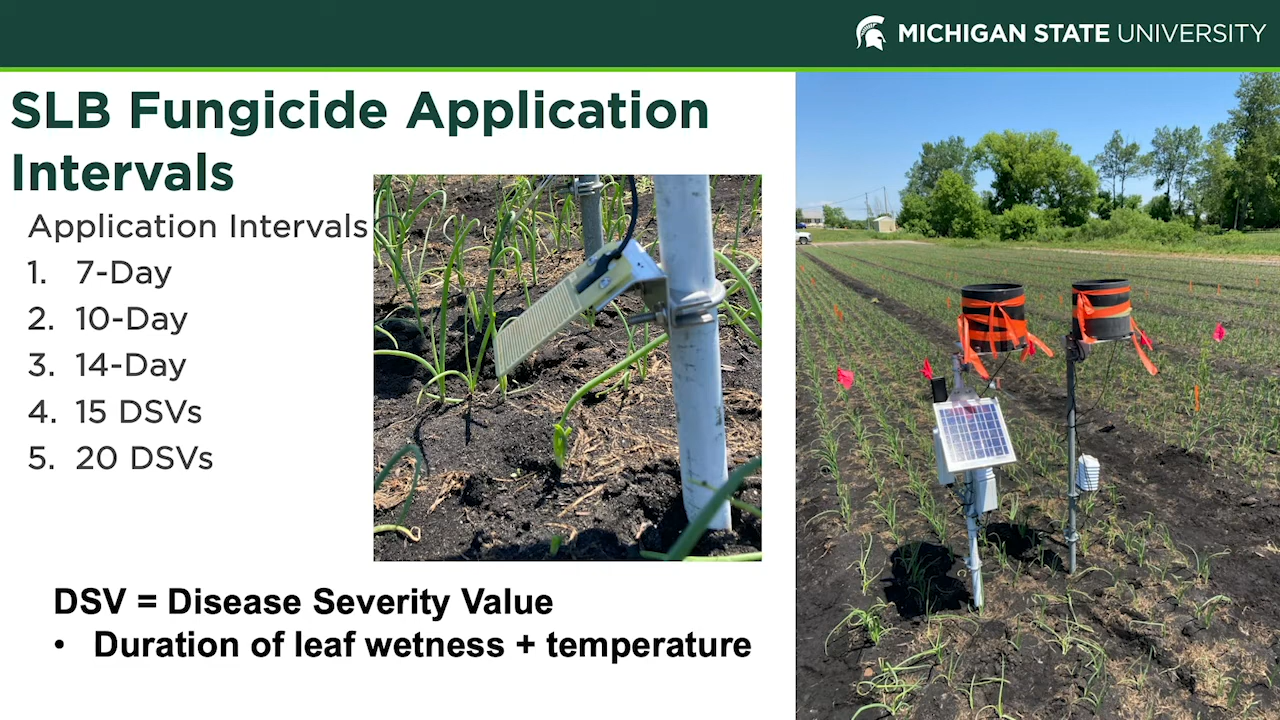 MICHIGAN STATE UNIVERSITY
SLB Fungicide Application
Intervals
Application Intervals
1. 7-Day
2. 10-Day
3. 14-Day
4. 15 DSVs
5. 20 DSVs
DSV = Disease Severity Value
• Duration of leaf wetness + temperature